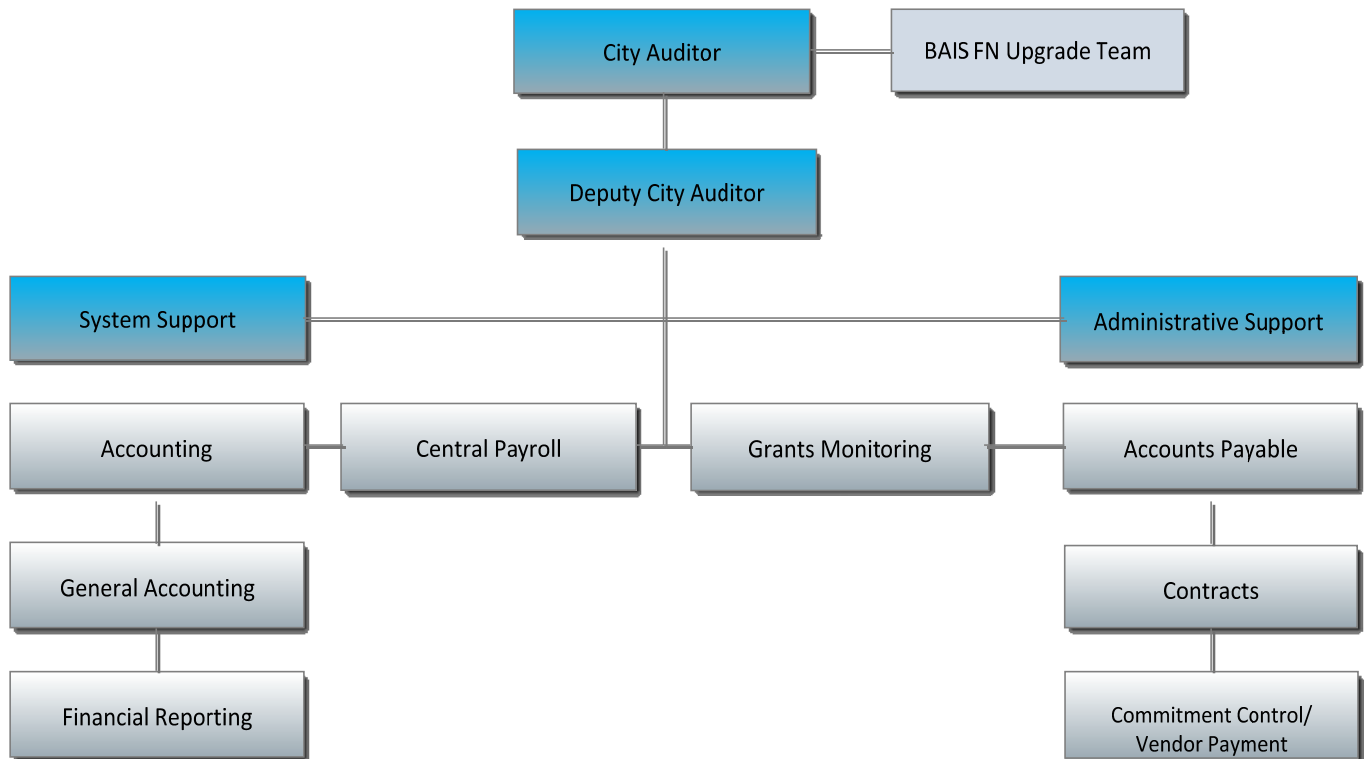 City Auditor
BAIS FN Upgrade Team
Deputy City Auditor
System Support
Administrative Support
Accounting
Central Payroll
Grants Monitoring
Accounts Payable
General Accounting
Contracts
Financial Reporting
Commitment Control/
Vendor Payment